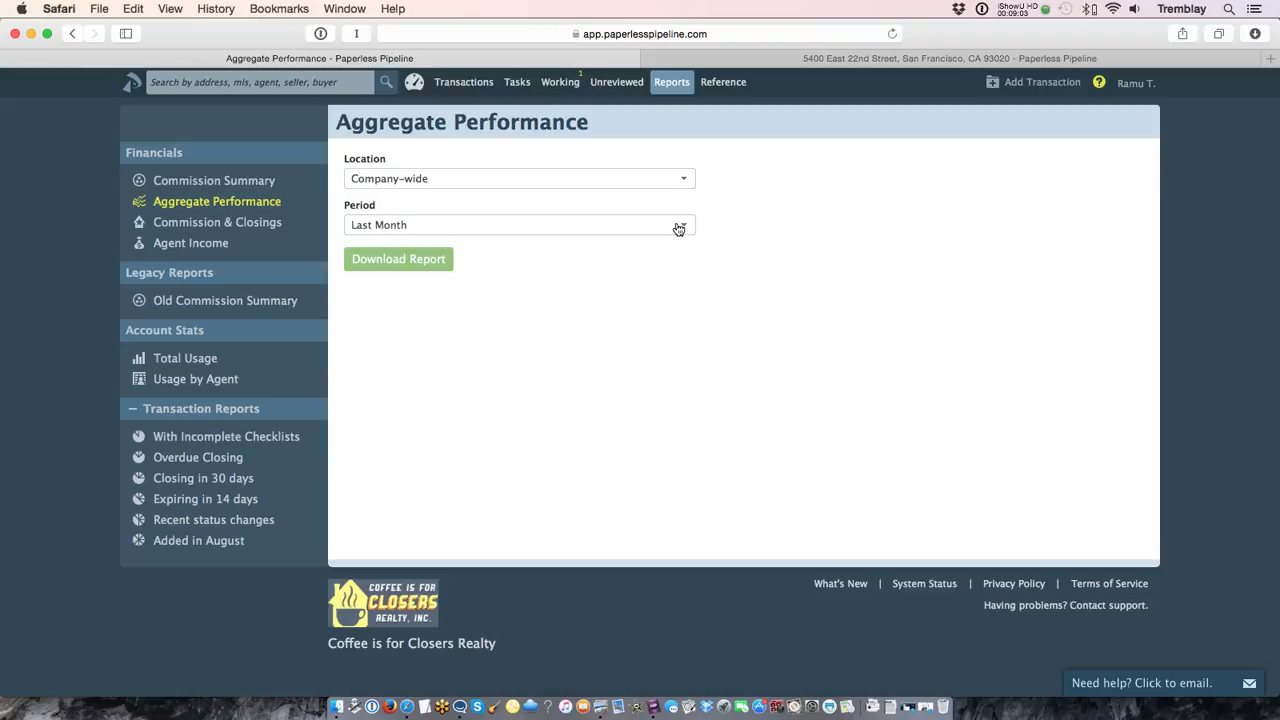 Safari File Edit View History Bookmarks Window Help
iShowU HD
00:09:03
Tremblay
app.paperlesspipeline.com
Aggregate Performance - Paperless Pipeline
5400 East 22nd Street, San Francisco, CA 93020 - Paperless Pipeline
Search by address, mls, agent, seller, buyer
Transactions Tasks Working 1 Unreviewed Reports Reference
Add Transaction ? Ramu T.
Aggregate Performance
Financials
Commission Summary
Aggregate Performance
Commission & Closings
Agent Income
Legacy Reports
Old Commission Summary
Account Stats
Total Usage
Usage by Agent
Transaction Reports
With Incomplete Checklists
Overdue Closing
Closing in 30 days
Expiring in 14 days
Recent status changes
Added in August
Location
Company-wide
Period
Last Month
Download Report
COFFEE IS FOR
CLOSERS
REALTY, INC.
Coffee is for Closers Realty
What's New | System Status | Privacy Policy | Terms of Service
Having problems? Contact support.
Need help? Click to email.